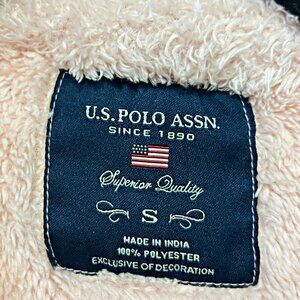 U.S. POLO ASSN.
SINCE 1890
Superior Quality
S
MADE IN INDIA
100% POLYESTER
EXCLUSIVE OF DECORATION